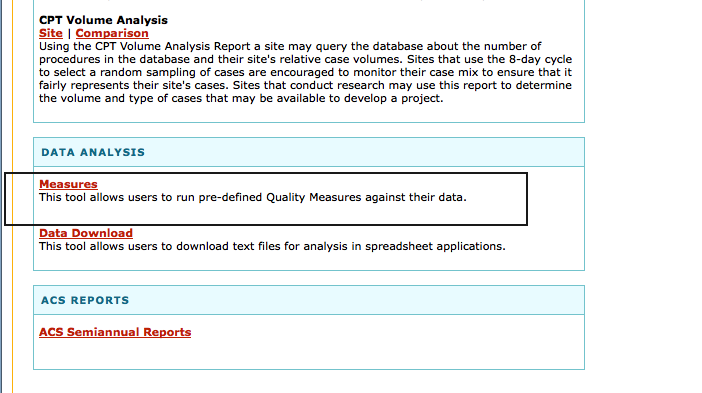 CPT Volume Analysis
Site | Comparison
Using the CPT Volume Analysis Report a site may query the database about the number of
procedures in the database and their site's relative case volumes. Sites that use the 8-day cycle
to select a random sampling of cases are encouraged to monitor their case mix to ensure that it
fairly represents their site's cases. Sites that conduct research may use this report to determine
the volume and type of cases that may be available to develop a project.
DATA ANALYSIS
Measures
This tool allows users to run pre-defined Quality Measures against their data.
Data Download
This tool allows users to download text files for analysis in spreadsheet applications.
ACS REPORTS
ACS Semiannual Reports